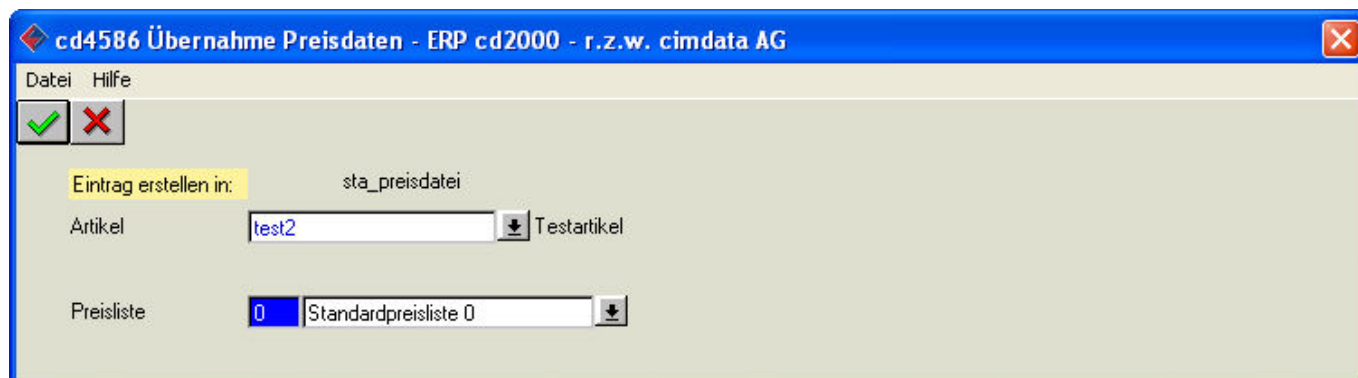 cd4586 Übernahme Preisdaten - ERP cd2000 - r.z.w. cimdata AG
Datei Hilfe
Eintrag erstellen in: sta_preisdatei
Artikel test2 Testartikel
Preisliste 0 Standardpreisliste 0